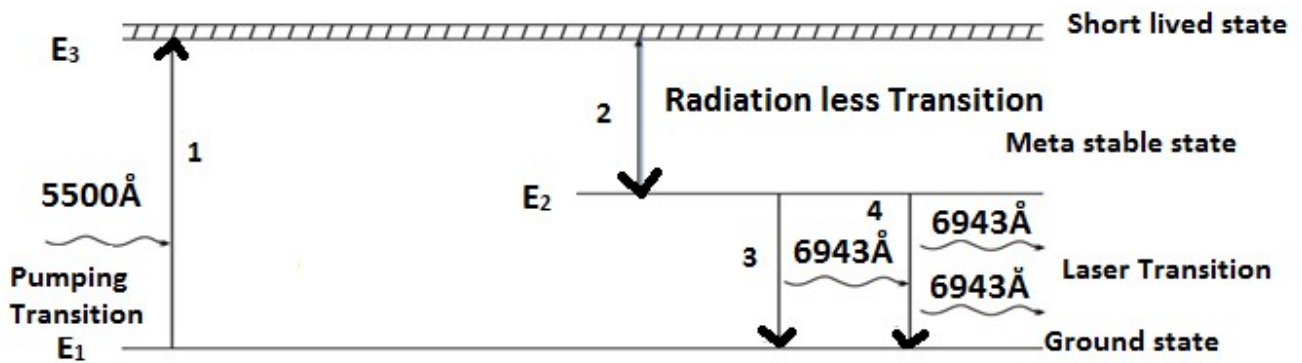 Short lived state
E₃
Radiation less Transition
2
1
Meta stable state
5500Å
E₂
4
6943Å
3
6943Å
Laser Transition
Pumping
Transition
6943Å
Ground state
E₁